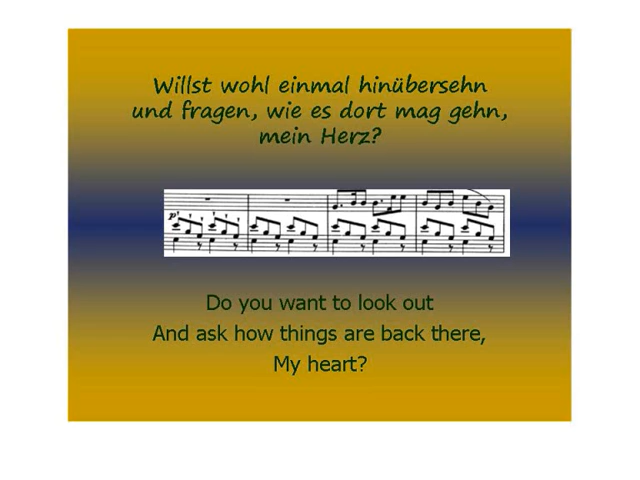 Willst wohl einmal hinübersehn
und fragen, wie es dort mag gehn,
mein Herz?
Do you want to look out
And ask how things are back there,
My heart?